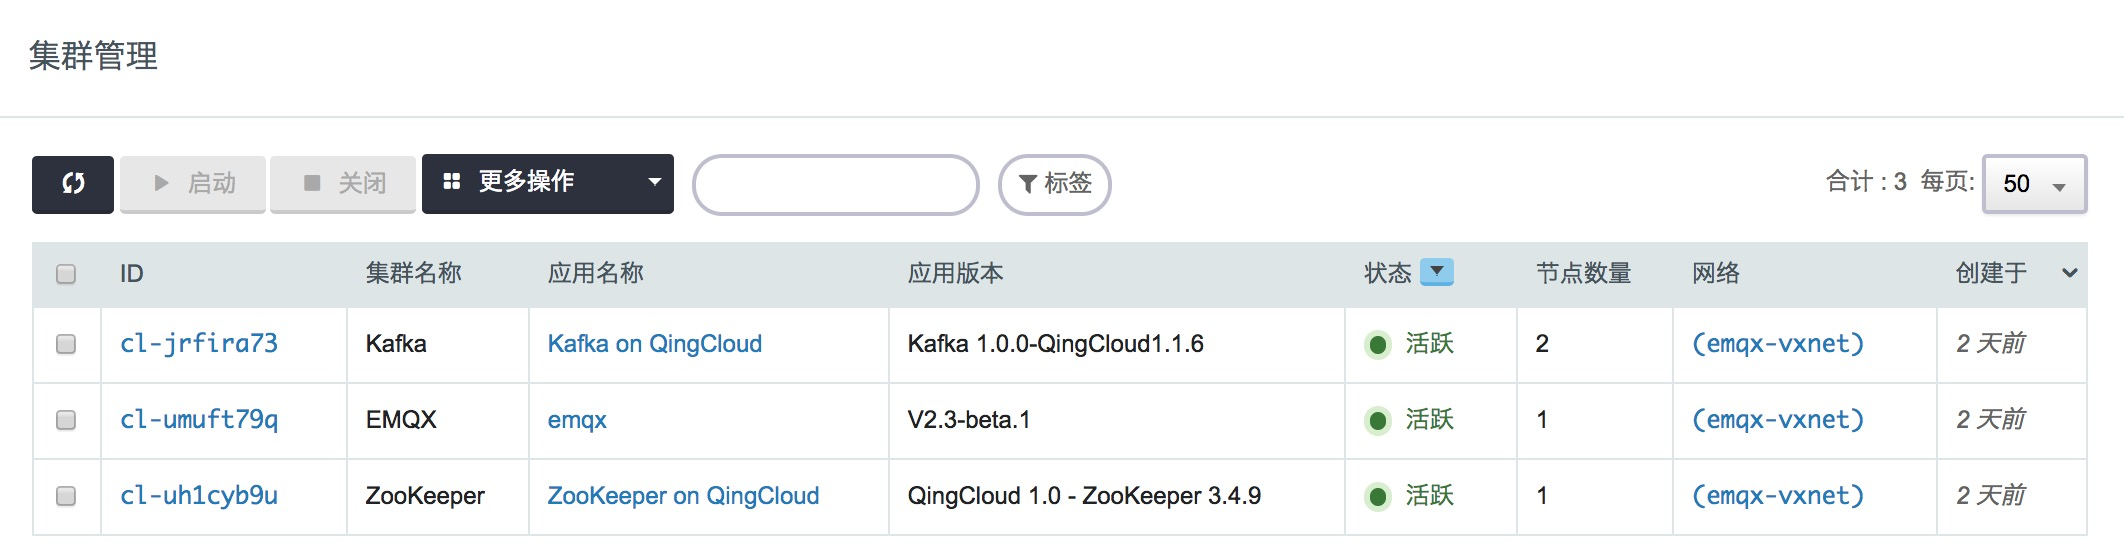 集群管理
启动 关闭 更多操作 标签 合计 : 3 每页: 50
ID 集群名称 应用名称 应用版本 状态 节点数量 网络 创建于
cl-jrfira73 Kafka Kafka on QingCloud Kafka 1.0.0-QingCloud1.1.6 活跃 2 (emqx-vxnet) 2 天前
cl-umuft79q EMQX emqx V2.3-beta.1 活跃 1 (emqx-vxnet) 2 天前
cl-uh1cyb9u ZooKeeper ZooKeeper on QingCloud QingCloud 1.0 - ZooKeeper 3.4.9 活跃 1 (emqx-vxnet) 2 天前